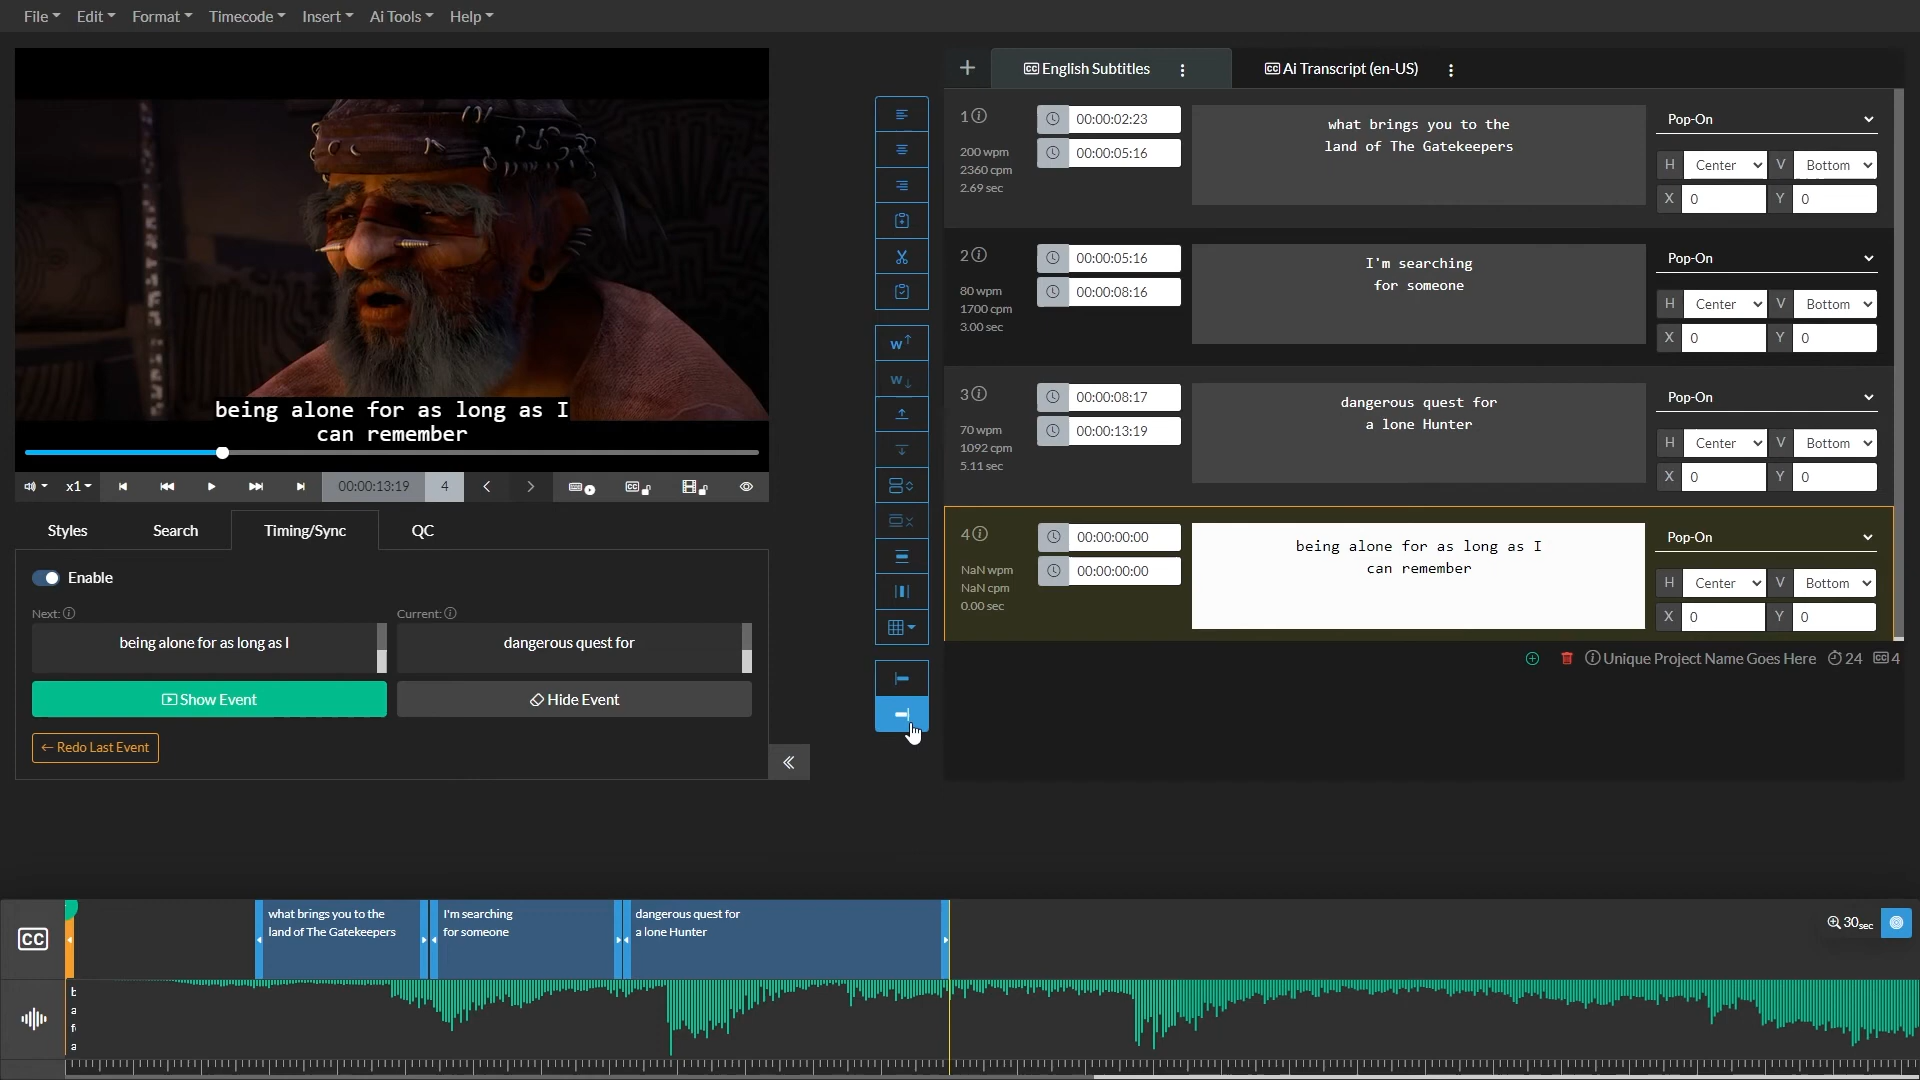 File
Edit
Format
Timecode
Insert
Ai Tools
Help
being alone for as long as I
can remember
x1
00:00:13:19
4
Styles
Search
Timing/Sync
QC
Enable
Next:
Current:
being alone for as long as I
dangerous quest for
Show Event
Hide Event
← Redo Last Event
W↑
W↓
+
CC English Subtitles
CC Ai Transcript (en-US)
1
00:00:02:23
00:00:05:16
200 wpm
2360 cpm
2.69 sec
what brings you to the
land of The Gatekeepers
Pop-On
H Center V Bottom
X 0 Y 0
2
00:00:05:16
00:00:08:16
80 wpm
1700 cpm
3.00 sec
I'm searching
for someone
Pop-On
H Center V Bottom
X 0 Y 0
3
00:00:08:17
00:00:13:19
70 wpm
1092 cpm
5.11 sec
dangerous quest for
a lone Hunter
Pop-On
H Center V Bottom
X 0 Y 0
4
00:00:00:00
00:00:00:00
NaN wpm
NaN cpm
0.00 sec
being alone for as long as I
can remember
Pop-On
H Center V Bottom
X 0 Y 0
Unique Project Name Goes Here 24 CC 4
CC
what brings you to the
land of The Gatekeepers
I'm searching
for someone
dangerous quest for
a lone Hunter
30sec
b
a
f
a